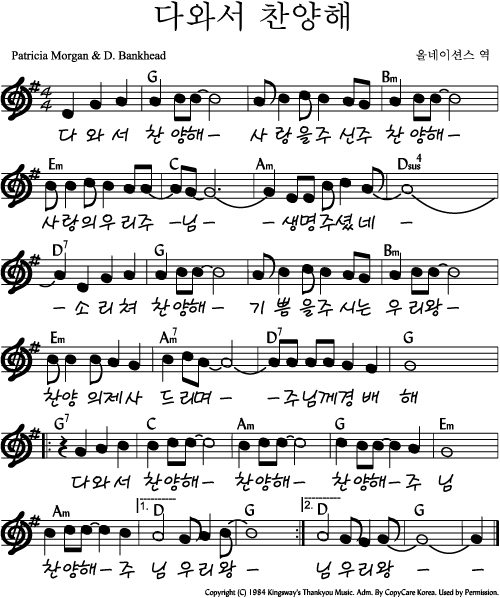 다와서 찬양해
Patricia Morgan & D. Bankhead 올네이션스 역
G Bm
다 와 서 찬 양해- 사 랑 을주 신주 찬 양해-
Em C Am Dsus4
사랑의우리주 -님- -생명주셨네 -
D7 G Bm
-소 리 쳐 찬 양해- 기 쁨 을주 시는 우 리왕-
Em Am7 D7 G
찬양 의제사 드 리며- -주님께경 배 해
G7 C Am G Em
다와서 찬양해- 찬양해- 찬양해-주 님
Am 1. D G 2. D G
찬 양해-주 님 우리왕- 님 우리왕 - -
Copyright (C) 1984 Kingsway's Thankyou Music. Adm. By CopyCare Korea. Used by Permission.